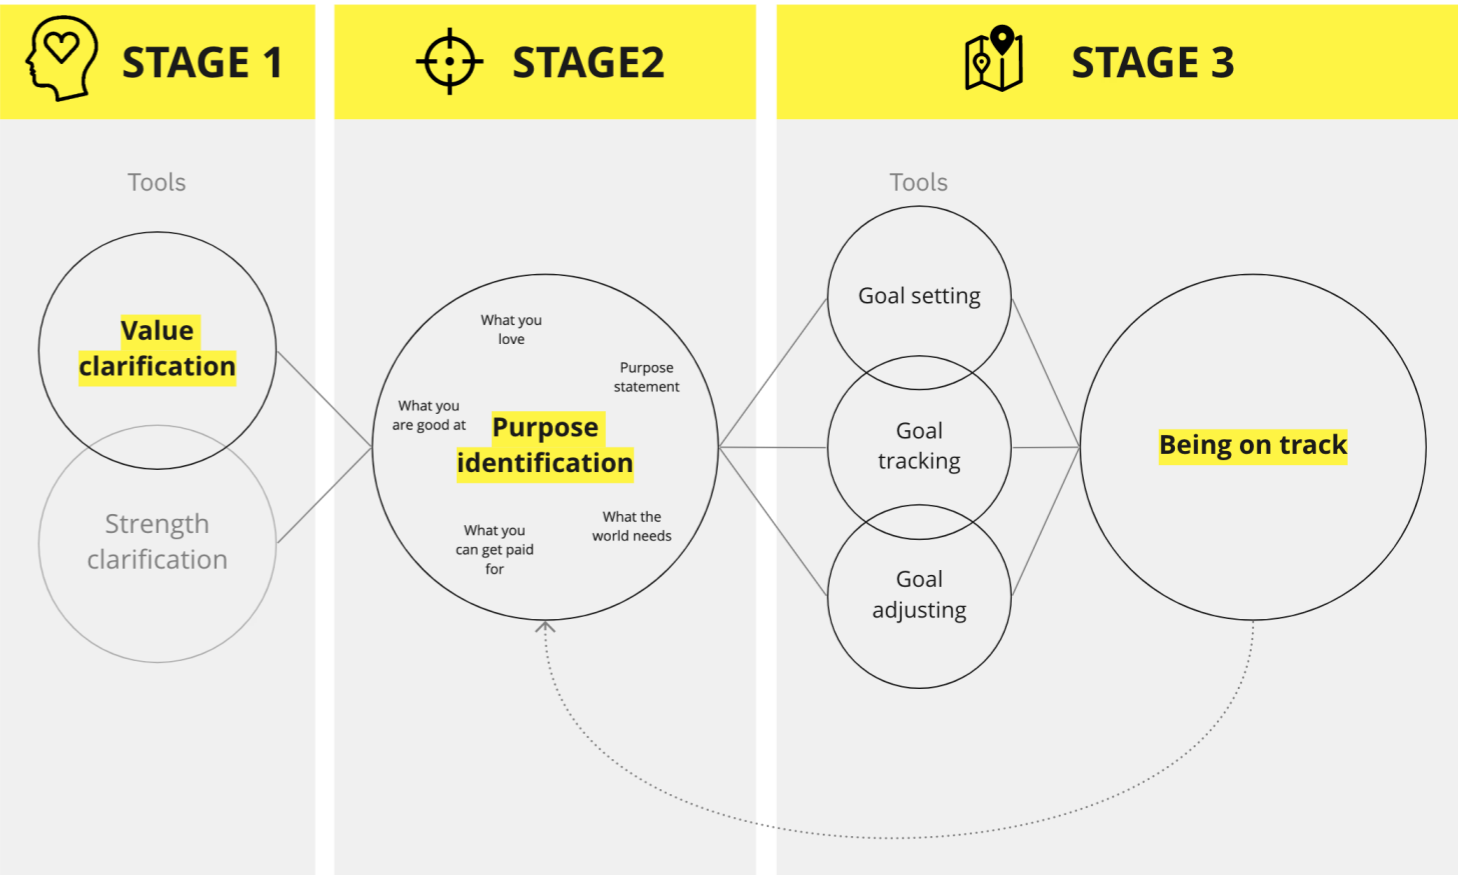 STAGE 1
Tools
Value
clarification
Strength
clarification
STAGE2
What you
love
Purpose
statement
What you
are good at
Purpose
identification
What you
can get paid
for
What the
world needs
STAGE 3
Tools
Goal setting
Goal
tracking
Goal
adjusting
Being on track